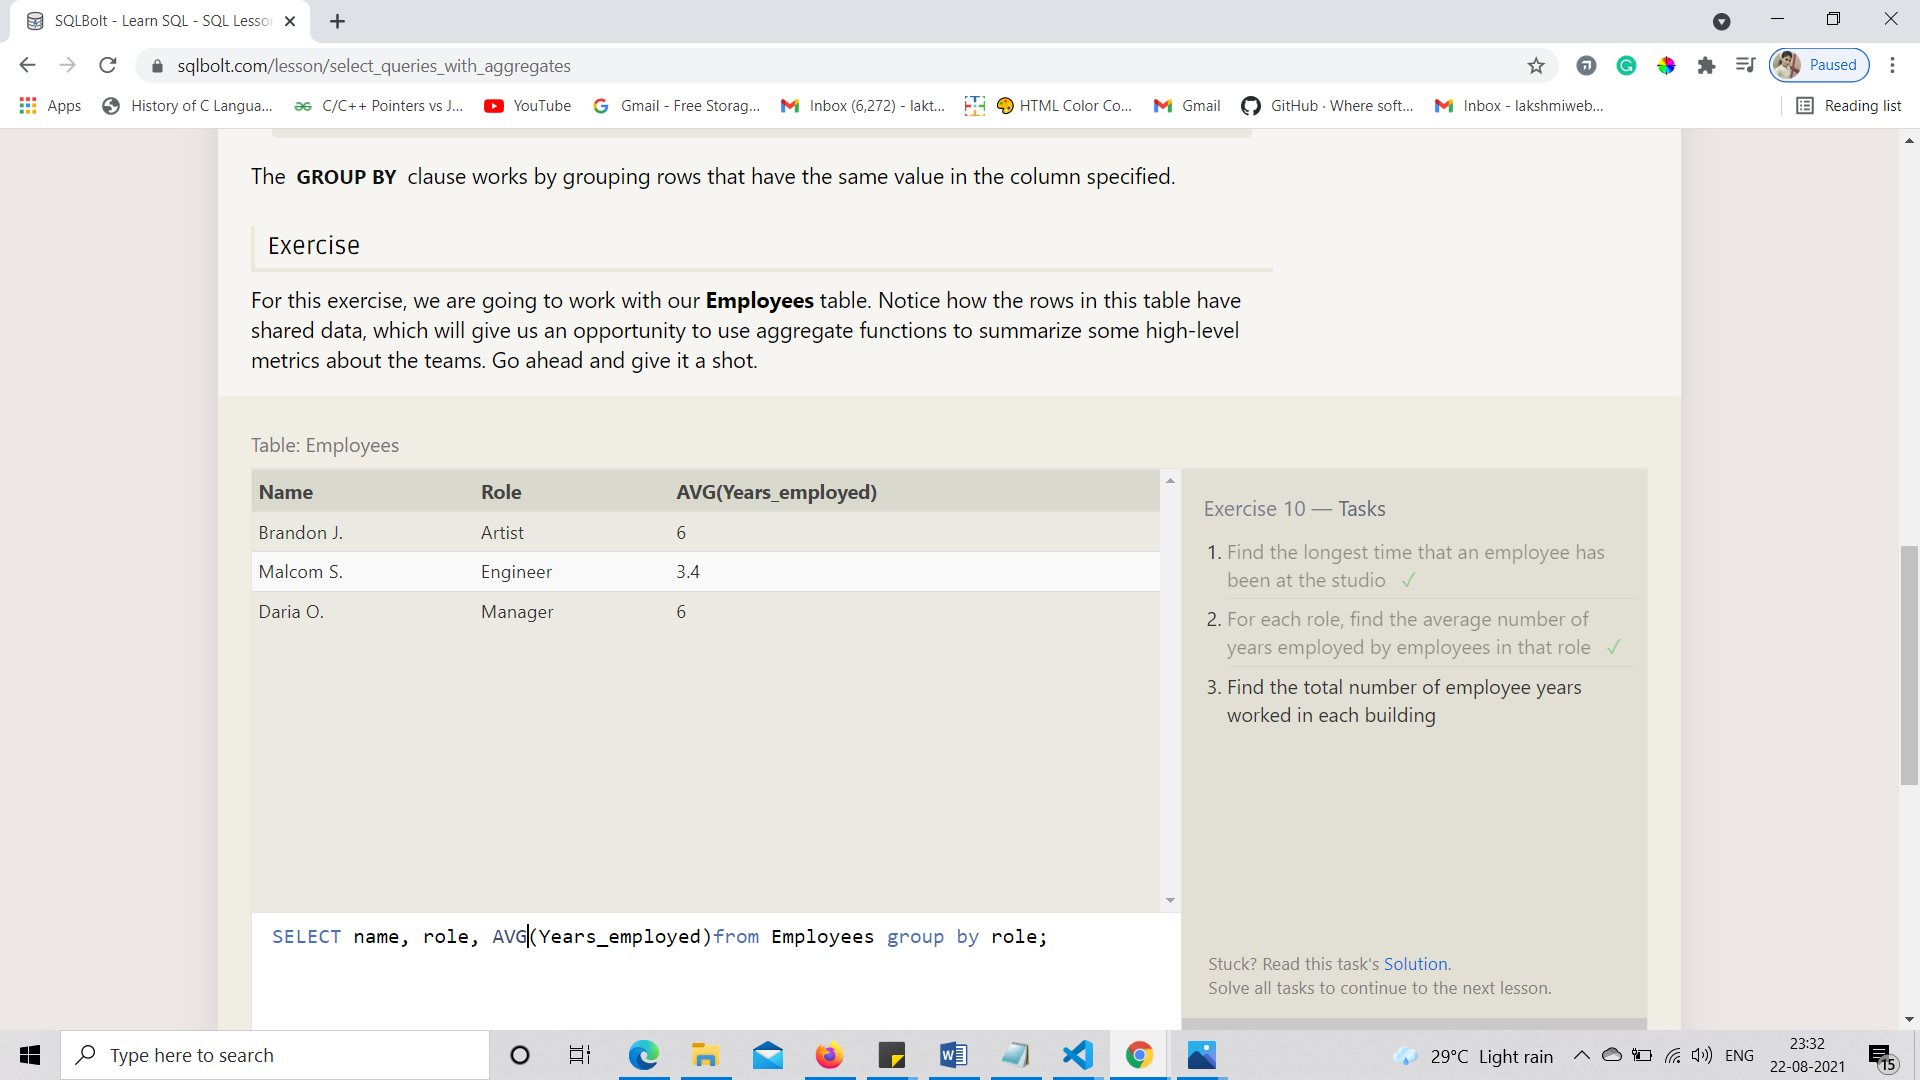 SQLBolt - Learn SQL - SQL Lesson
sqlbolt.com/lesson/select_queries_with_aggregates
Paused
Apps
History of C Langua...
C/C++ Pointers vs J...
YouTube
Gmail - Free Storag...
Inbox (6,272) - lakt...
HTML Color Co...
Gmail
GitHub · Where soft...
Inbox - lakshmiweb...
Reading list
The GROUP BY clause works by grouping rows that have the same value in the column specified.
Exercise
For this exercise, we are going to work with our Employees table. Notice how the rows in this table have
shared data, which will give us an opportunity to use aggregate functions to summarize some high-level
metrics about the teams. Go ahead and give it a shot.
Table: Employees
Name Role AVG(Years_employed)
Brandon J. Artist 6
Malcom S. Engineer 3.4
Daria O. Manager 6
Exercise 10 — Tasks
1. Find the longest time that an employee has
been at the studio ✓
2. For each role, find the average number of
years employed by employees in that role ✓
3. Find the total number of employee years
worked in each building
SELECT name, role, AVG(Years_employed)from Employees group by role;
Stuck? Read this task's Solution.
Solve all tasks to continue to the next lesson.
Type here to search
29°C Light rain
ENG
23:32
22-08-2021
15